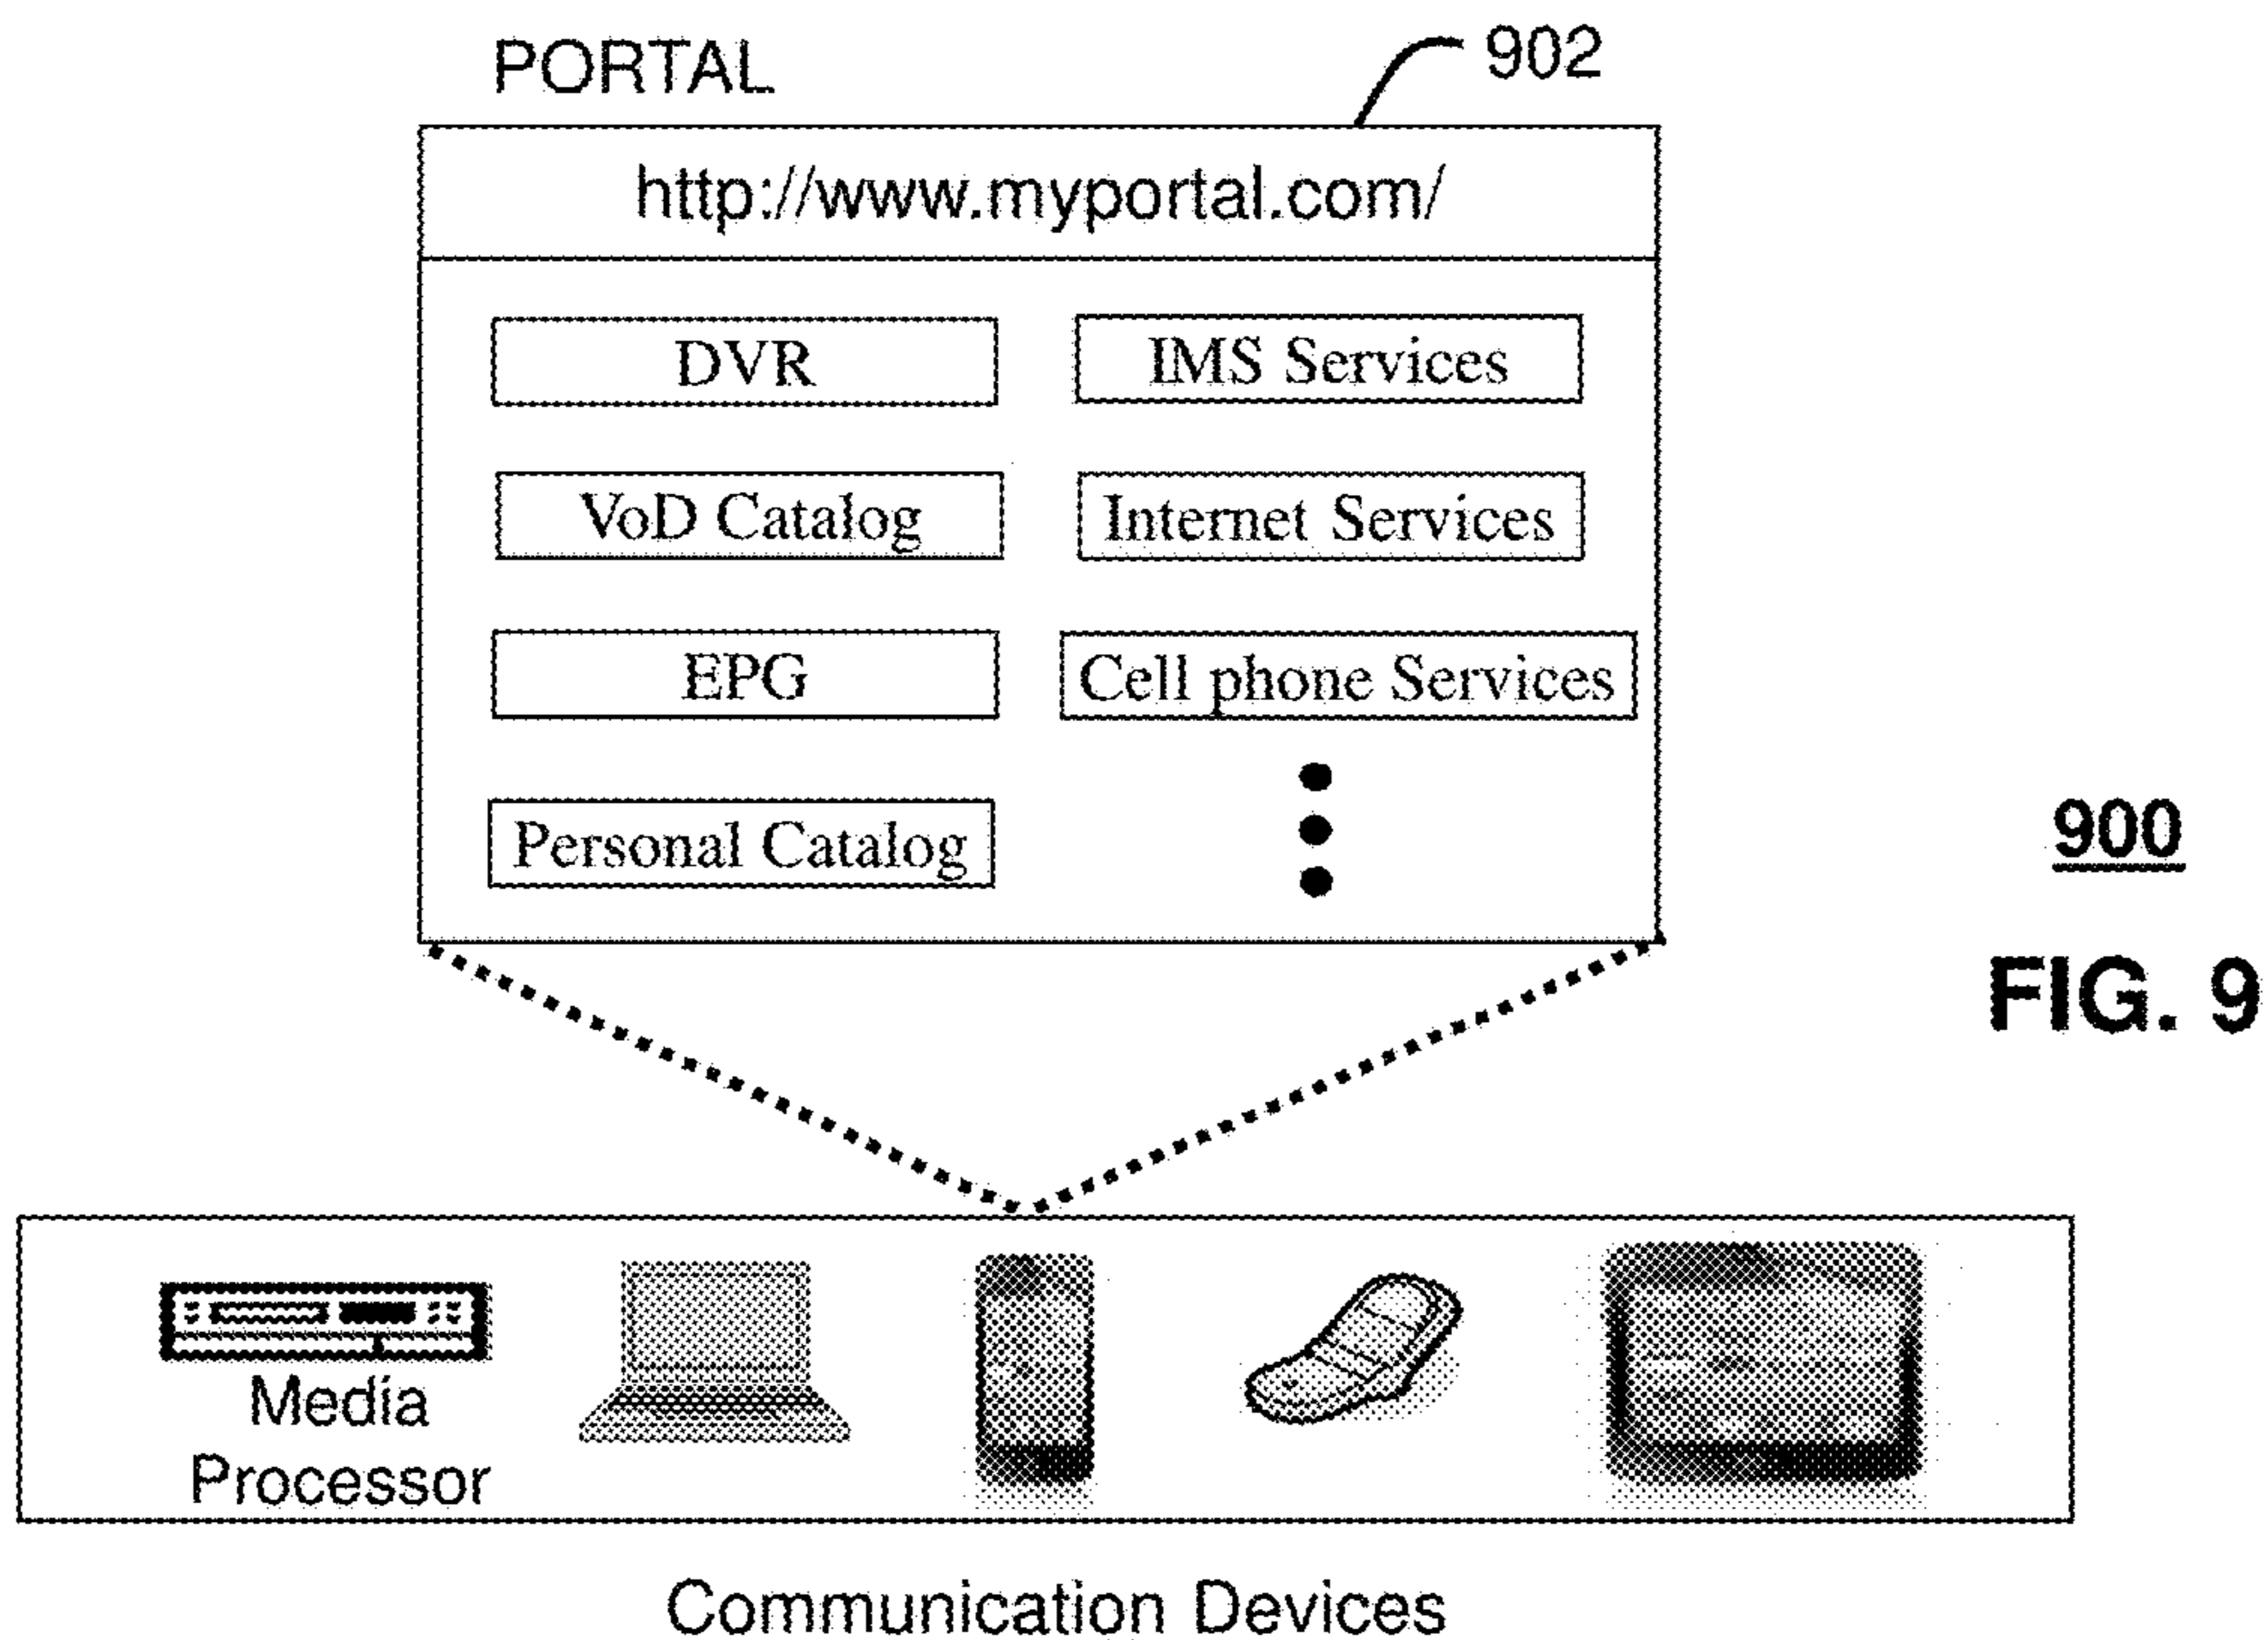 PORTAL
902
http://www.myportal.com/
DVR
IMS Services
VoD Catalog
Internet Services
EPG
Cell phone Services
Personal Catalog
900
FIG. 9
Media
Processor
Communication Devices